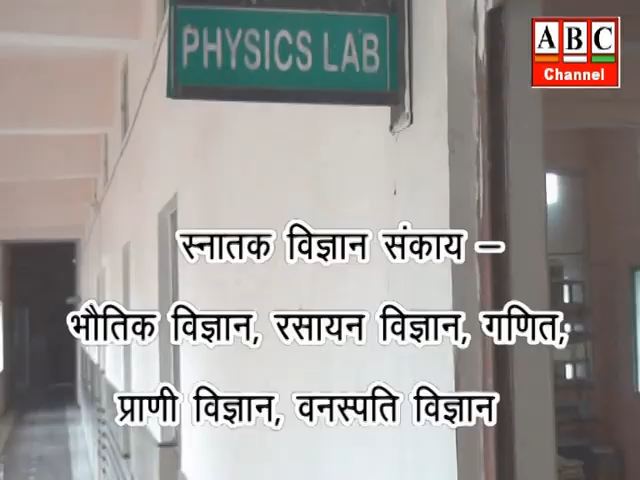 PHYSICS LAB
ABC
Channel
स्नातक विज्ञान संकाय –
भौतिक विज्ञान, रसायन विज्ञान, गणित,
प्राणी विज्ञान, वनस्पति विज्ञान